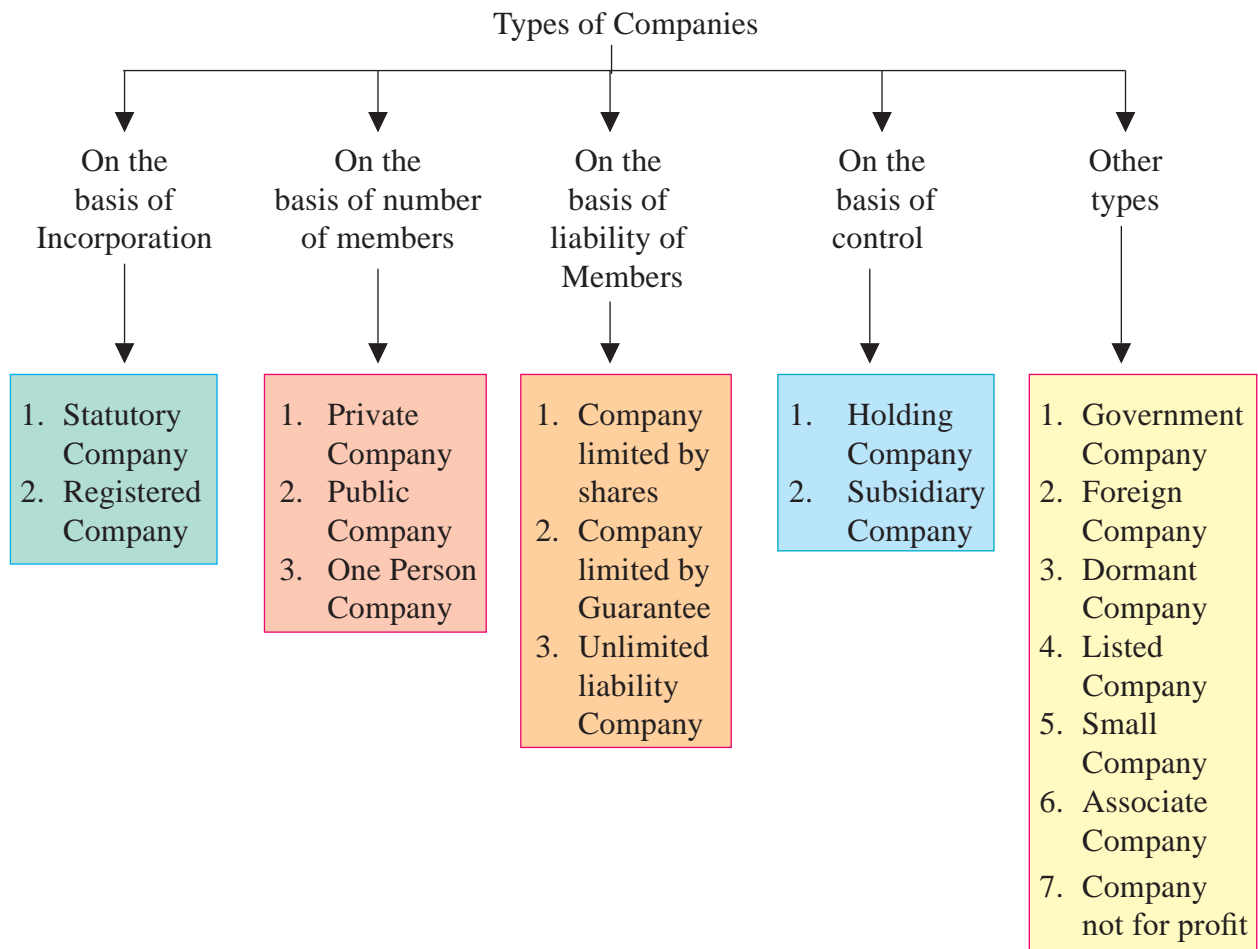 Types of Companies
On the
basis of
Incorporation
On the
basis of number
of members
On the
basis of
liability of
Members
On the
basis of
control
Other
types
1. Statutory
Company
2. Registered
Company
1. Private
Company
2. Public
Company
3. One Person
Company
1. Company
limited by
shares
2. Company
limited by
Guarantee
3. Unlimited
liability
Company
1. Holding
Company
2. Subsidiary
Company
1. Government
Company
2. Foreign
Company
3. Dormant
Company
4. Listed
Company
5. Small
Company
6. Associate
Company
7. Company
not for profit